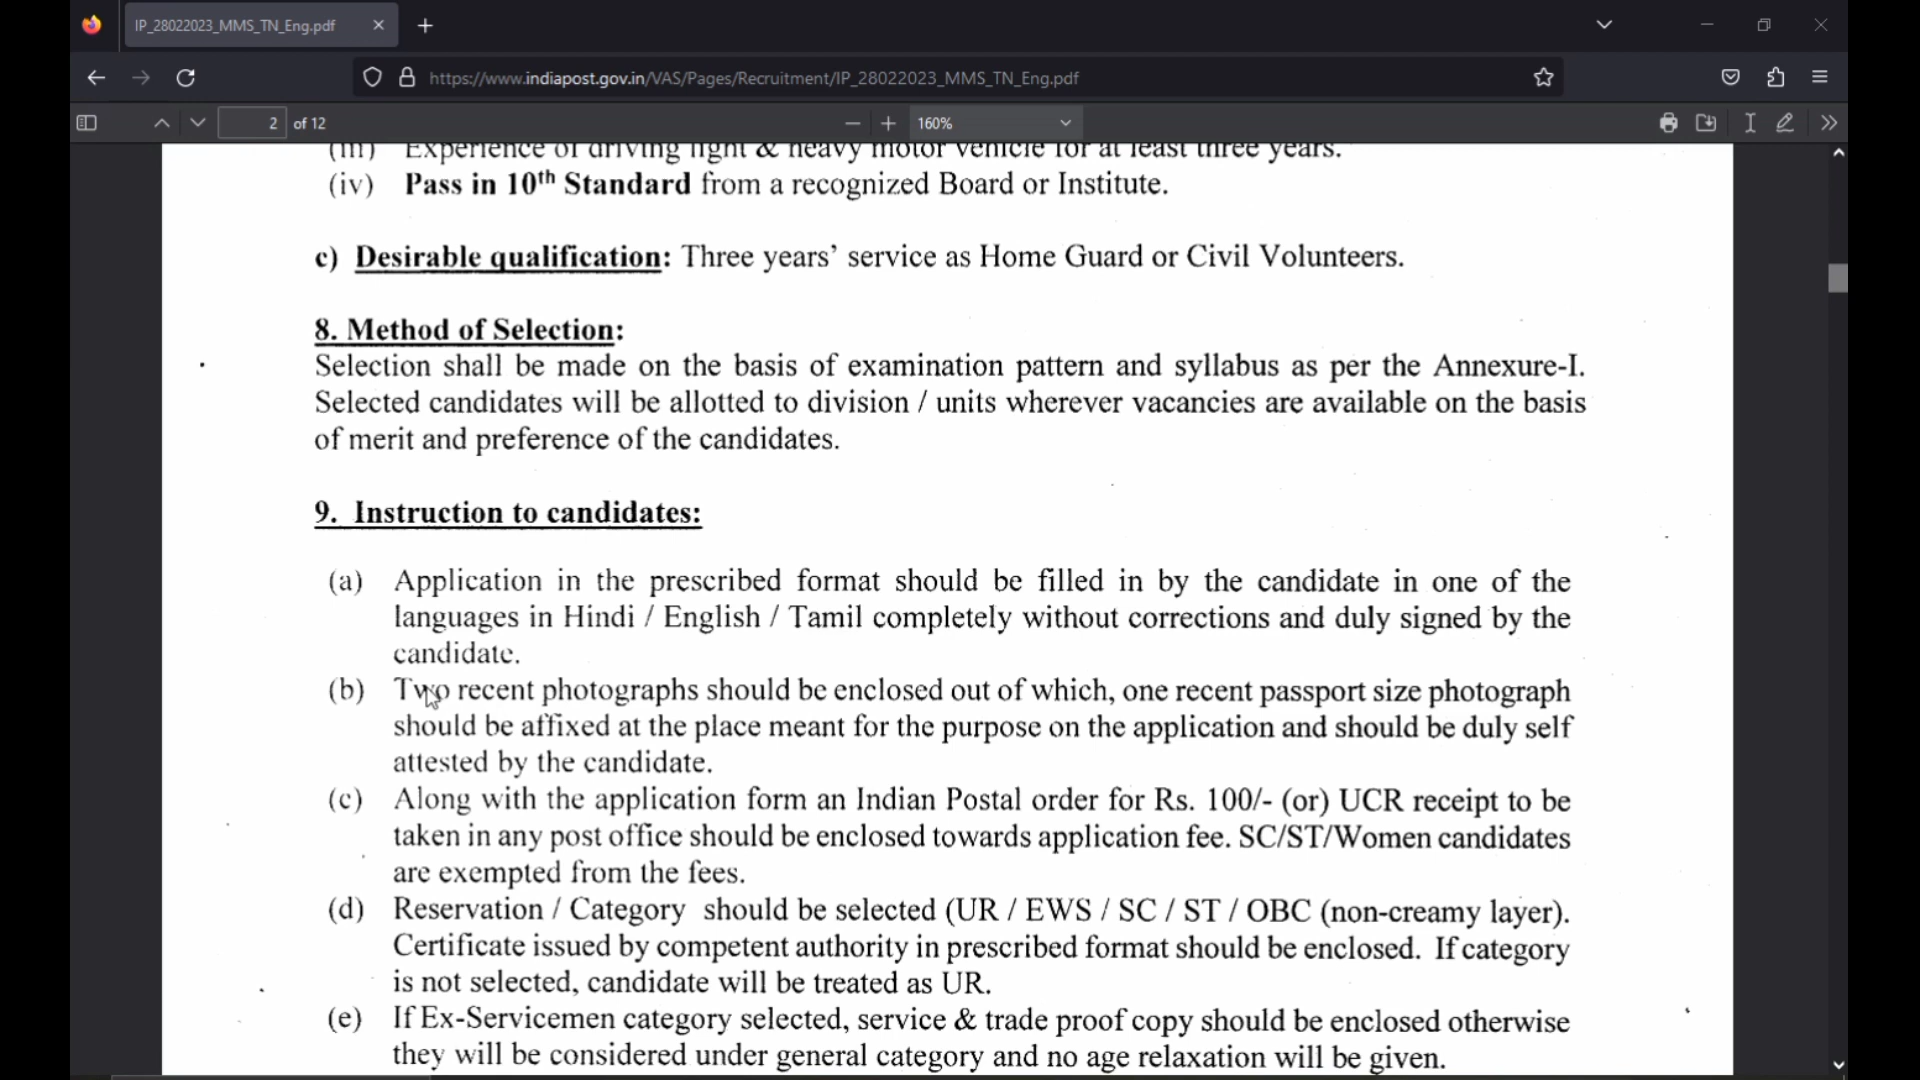 IP_28022023_MMS_TN_Eng.pdf
https://www.indiapost.gov.in/VAS/Pages/Recruitment/IP_28022023_MMS_TN_Eng.pdf
2 of 12
160%
(iii) Experience of driving light & heavy motor vehicle for at least three years.
(iv) Pass in 10th Standard from a recognized Board or Institute.
c) Desirable qualification: Three years' service as Home Guard or Civil Volunteers.
8. Method of Selection:
Selection shall be made on the basis of examination pattern and syllabus as per the Annexure-I.
Selected candidates will be allotted to division / units wherever vacancies are available on the basis
of merit and preference of the candidates.
9. Instruction to candidates:
(a) Application in the prescribed format should be filled in by the candidate in one of the
languages in Hindi / English / Tamil completely without corrections and duly signed by the
candidate.
(b) Two recent photographs should be enclosed out of which, one recent passport size photograph
should be affixed at the place meant for the purpose on the application and should be duly self
attested by the candidate.
(c) Along with the application form an Indian Postal order for Rs. 100/- (or) UCR receipt to be
taken in any post office should be enclosed towards application fee. SC/ST/Women candidates
are exempted from the fees.
(d) Reservation / Category should be selected (UR / EWS / SC / ST / OBC (non-creamy layer).
Certificate issued by competent authority in prescribed format should be enclosed. If category
is not selected, candidate will be treated as UR.
(e) If Ex-Servicemen category selected, service & trade proof copy should be enclosed otherwise
they will be considered under general category and no age relaxation will be given.